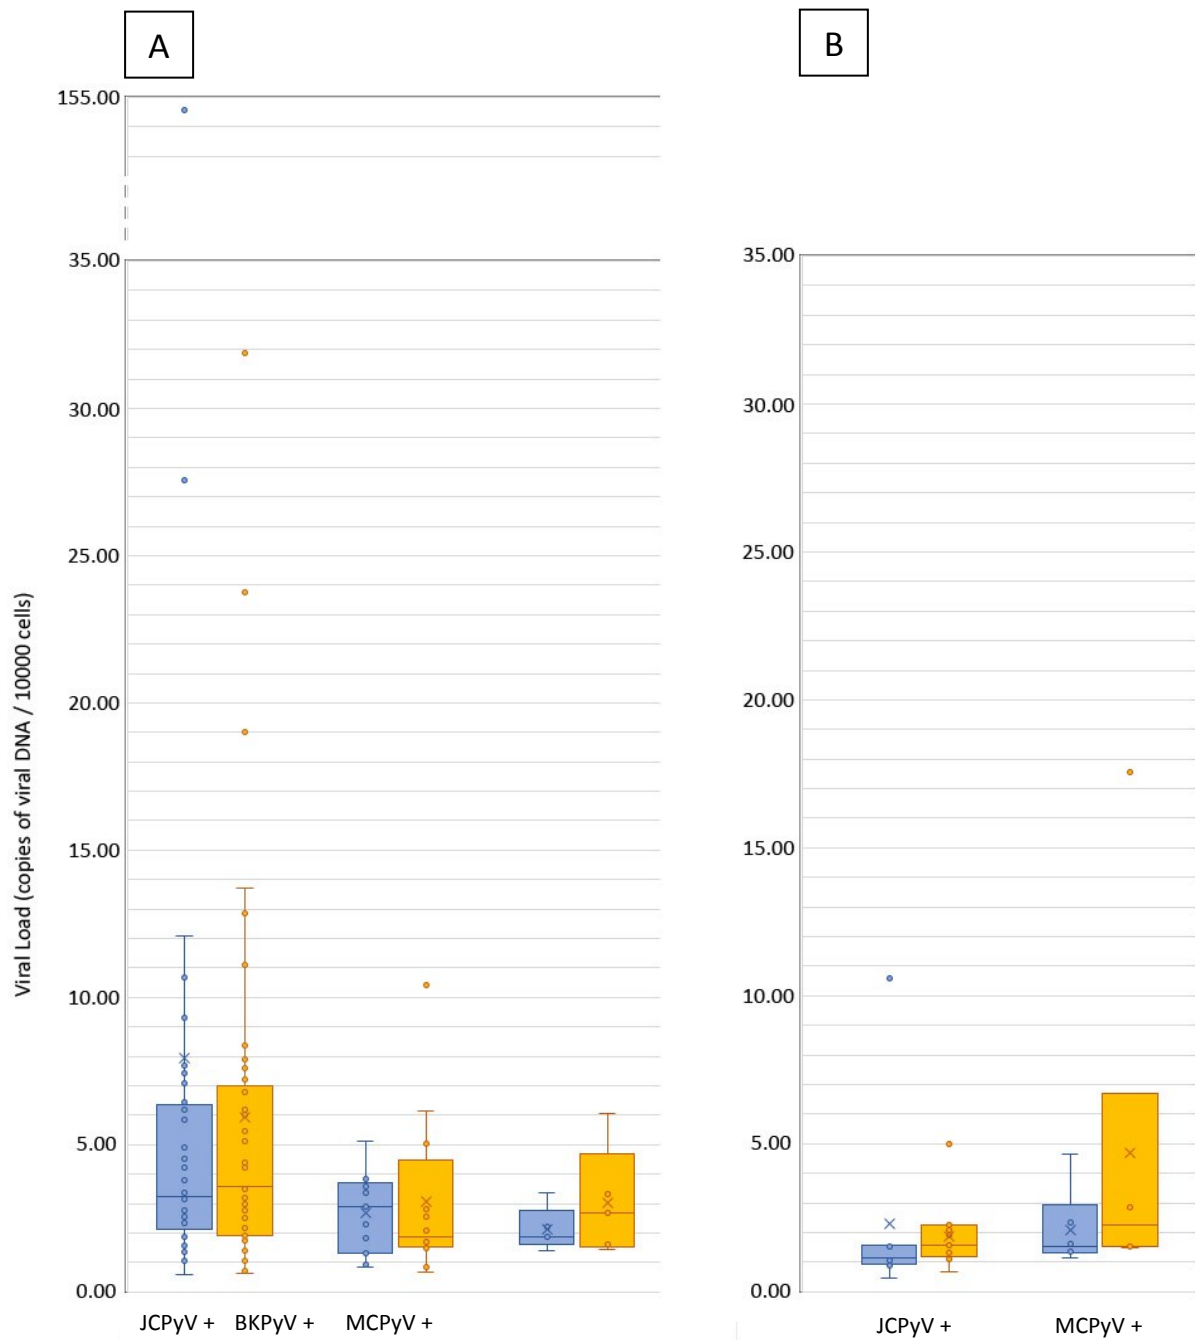 A
B
155.00
35.00
30.00
25.00
20.00
15.00
10.00
5.00
0.00
Viral Load (copies of viral DNA / 10000 cells)
JCPyV +
BKPyV +
MCPyV +
35.00
30.00
25.00
20.00
15.00
10.00
5.00
0.00
JCPyV +
MCPyV +